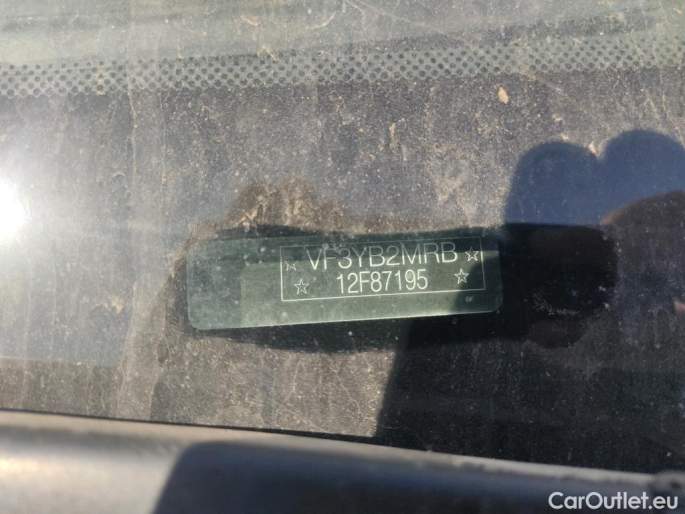 ☆ VF3YB2MRB ☆
☆ 12F87195 ☆
CarOutlet.eu